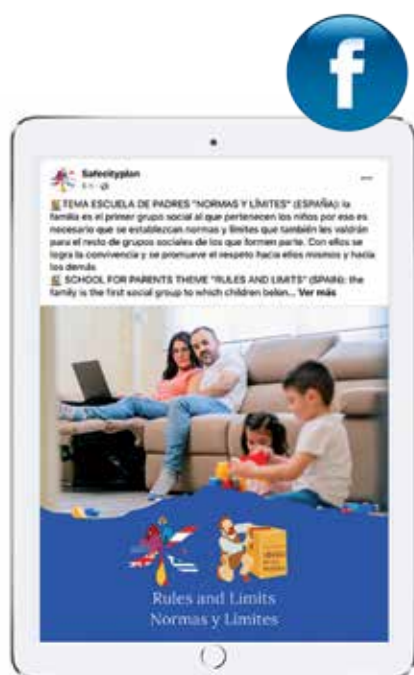 f
Safecityplan
TEMA ESCUELA DE PADRES "NORMAS Y LÍMITES" (ESPAÑA): la
familia es el primer grupo social al que pertenecen los niños por eso es
necesario que se establezcan normas y límites que también les valdrán
para el resto de grupos sociales de los que formen parte. Con ellos se
logra la convivencia y se promueve el respeto hacia ellos mismos y hacia
los demás
SCHOOL FOR PARENTS THEME "RULES AND LIMITS" (SPAIN): the
family is the first social group to which children belon... Ver más
Rules and Limits
Normas y Límites